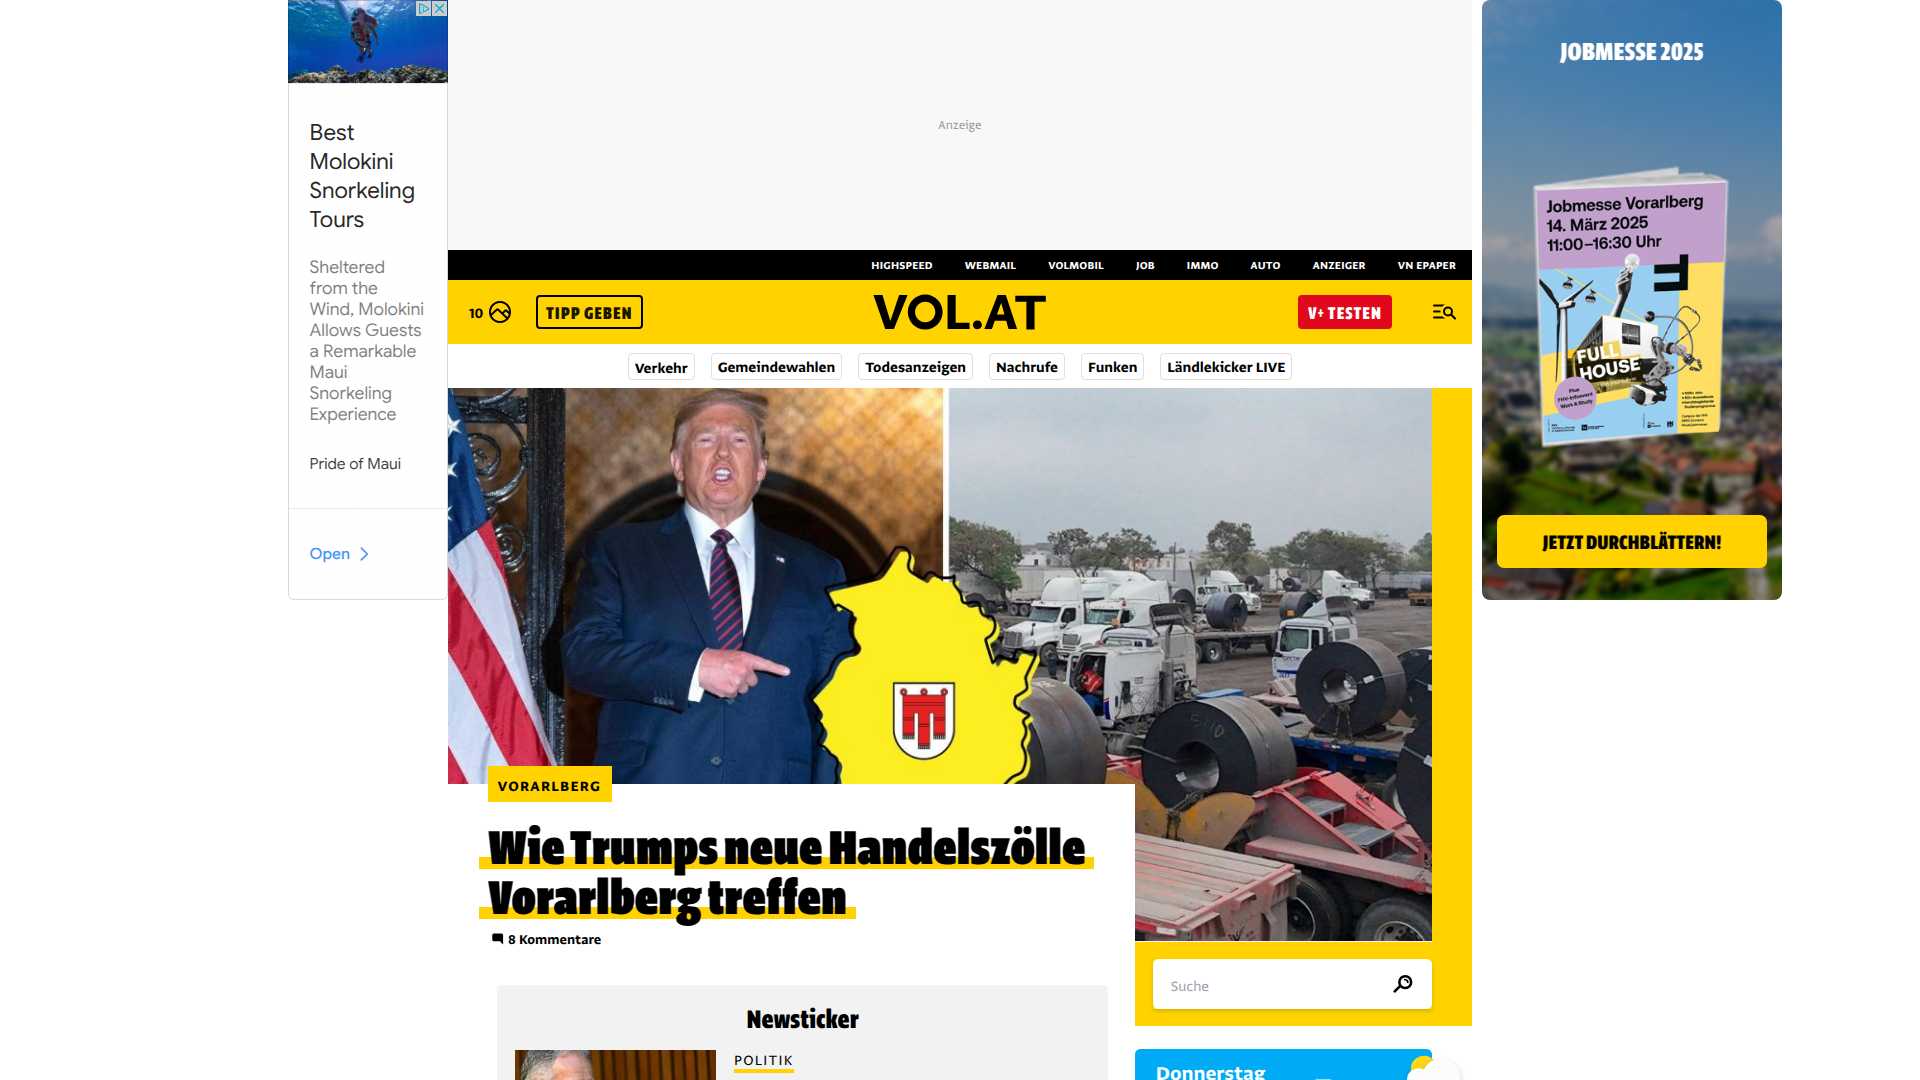 Best
Molokini
Snorkeling
Tours
Sheltered
from the
Wind, Molokini
Allows Guests
a Remarkable
Maui
Snorkeling
Experience
Pride of Maui
Open
Anzeige
HIGHSPEED WEBMAIL VOLMOBIL JOB IMMO AUTO ANZEIGER VN EPAPER
10 TIPP GEBEN VOL.AT V+ TESTEN
Verkehr Gemeindewahlen Todesanzeigen Nachrufe Funken Ländlekicker LIVE
VORARLBERG
Wie Trumps neue Handelszölle
Vorarlberg treffen
8 Kommentare
Suche
Newsticker
POLITIK
Donnerstag
JOBMESSE 2025
Jobmesse Vorarlberg
14. März 2025
11:00–16:30 Uhr
FULL
HOUSE
JETZT DURCHBLÄTTERN!